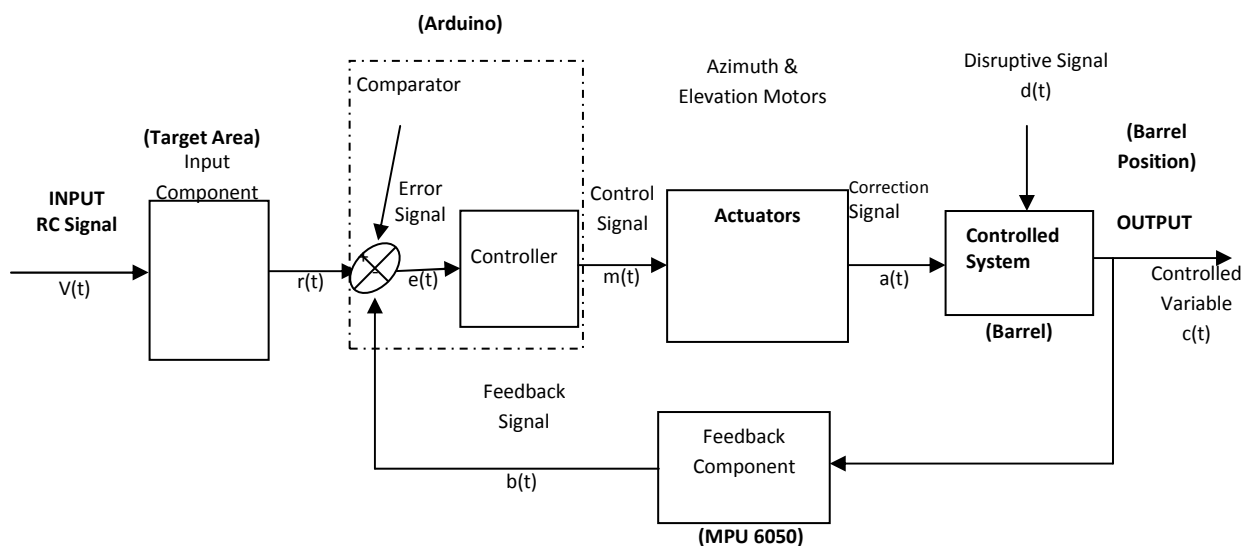 (Arduino)
Comparator
Azimuth &
Elevation Motors
Disruptive Signal
d(t)
(Target Area)
Input
Component
(Barrel
Position)
INPUT
RC Signal
Error
Signal
Control
Signal
Actuators
Correction
Signal
Controlled
System
OUTPUT
Controller
V(t)
r(t)
e(t)
m(t)
a(t)
Controlled
Variable
c(t)
(Barrel)
Feedback
Signal
Feedback
Component
b(t)
(MPU 6050)